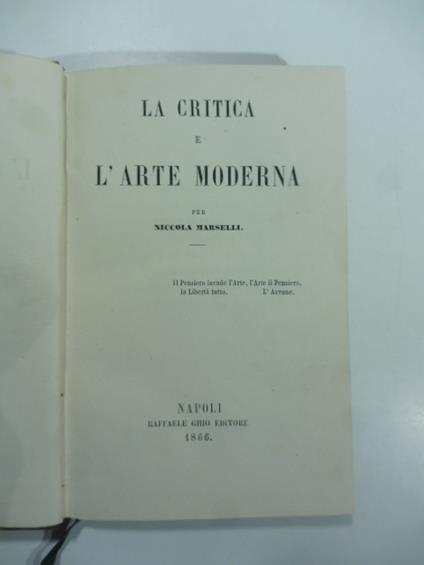 LA CRITICA
E
L'ARTE MODERNA
PER
NICCOLA MARSELLI.
Il Pensiero invade l'Arte, l'Arte il Pensiero,
la Libertà tutto. L'Autore.
NAPOLI
RAFFAELE GHIO EDITORE
1866.